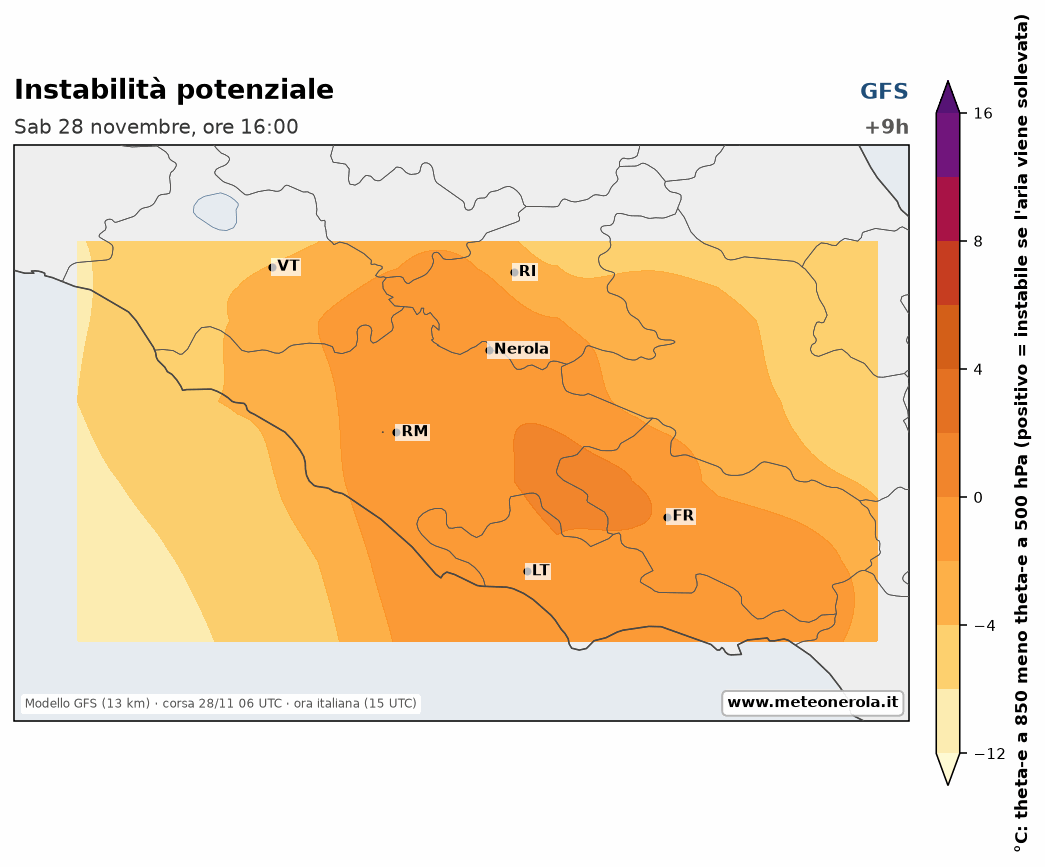 Instabilità potenziale
GFS
Sab 28 novembre, ore 16:00
+9h
VT
RI
Nerola
RM
FR
LT
Modello GFS (13 km) · corsa 28/11 06 UTC · ora italiana (15 UTC)
www.meteonerola.it
16
8
4
0
−4
−12
°C: theta-e a 850 meno theta-e a 500 hPa (positivo = instabile se l'aria viene sollevata)